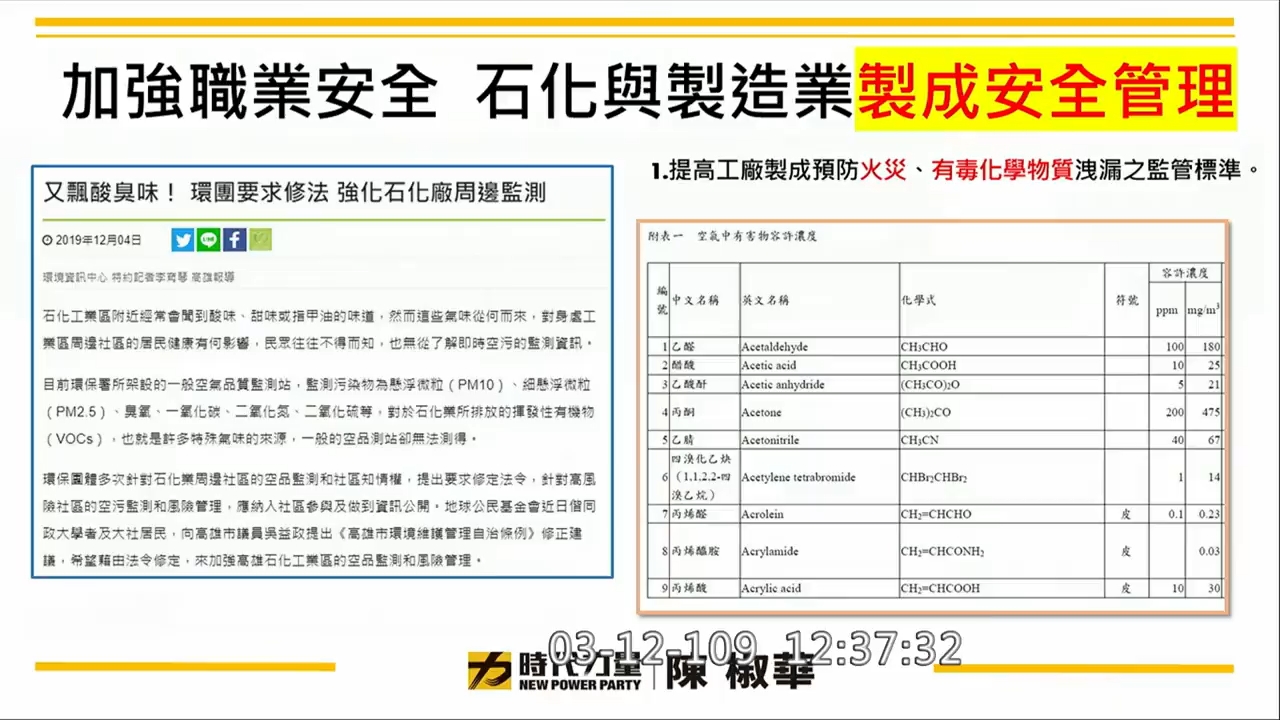 加強職業安全 石化與製造業製成安全管理
又飄酸臭味！ 環團要求修法 強化石化廠周邊監測
2019年12月04日
環境資訊中心 特約記者李育琴 高雄報導
石化工業區附近經常會聞到酸味、甜味或指甲油的味道，然而這些氣味從何而來，對身處工
業區周邊社區的居民健康有何影響，民眾往往不得而知，也無從了解即時空污的監測資訊。
目前環保署所架設的一般空氣品質監測站，監測污染物為懸浮微粒（PM10）、細懸浮微粒
（PM2.5）、臭氧、一氧化碳、二氧化氮、二氧化硫等，對於石化業所排放的揮發性有機物
（VOCs），也就是許多特殊氣味的來源，一般的空品測站卻無法測得。
環保團體多次針對石化業周邊社區的空品監測和社區知情權，提出要求修定法令，針對高風
險社區的空污監測和風險管理，應納入社區參與及做到資訊公開。地球公民基金會近日偕同
政大學者及大社居民，向高雄市議員吳益政提出《高雄市環境維護管理自治條例》修正建
議，希望藉由法令修定，來加強高雄石化工業區的空品監測和風險管理。
1.提高工廠製成預防火災、有毒化學物質洩漏之監管標準。
附表一 空氣中有害物容許濃度
編號 中文名稱 英文名稱 化學式 符號 容許濃度
ppm mg/m³
1 乙醛 Acetaldehyde CH₃CHO 100 180
2 醋酸 Acetic acid CH₃COOH 10 25
3 乙酸酐 Acetic anhydride (CH₃CO)₂O 5 21
4 丙酮 Acetone (CH₃)₂CO 200 475
5 乙腈 Acetonitrile CH₃CN 40 67
6 四溴化乙炔（1,1,2,2-四溴乙烷） Acetylene tetrabromide CHBr₂CHBr₂ 1 14
7 丙烯醛 Acrolein CH₂=CHCHO 皮 0.1 0.23
8 丙烯醯胺 Acrylamide CH₂=CHCONH₂ 皮 0.03
9 丙烯酸 Acrylic acid CH₂=CHCOOH 皮 10 30
03-12-109 12:37:32
時代力量 陳椒華
NEW POWER PARTY